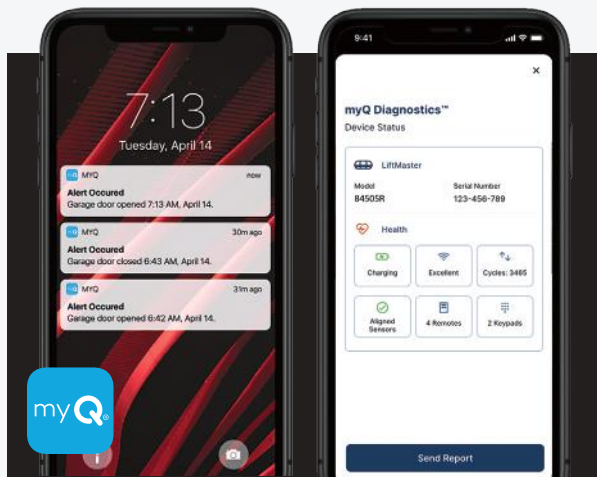 7:13
Tuesday, April 14
MYQ now
Alert Occured
Garage door opened 7:13 AM, April 14.
MYQ 30m ago
Alert Occured
Garage door closed 6:43 AM, April 14.
MYQ 31m ago
Alert Occured
Garage door opened 6:42 AM, April 14.
myQ®
9:41
myQ Diagnostics™
Device Status
LiftMaster
Model Serial Number
84505R 123-456-789
Health
Charging Excellent Cycles: 3465
Aligned
Sensors 4 Remotes 2 Keypads
Send Report